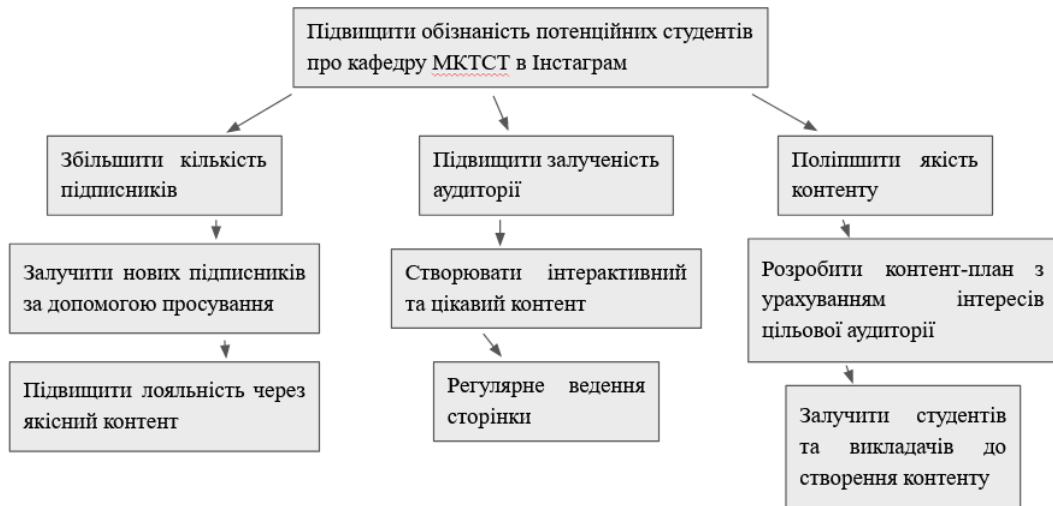 Підвищити обізнаність потенційних студентів
про кафедру МКТСТ в Інстаграм
Збільшити кількість
підписників
Підвищити залученість
аудиторії
Поліпшити якість
контенту
Залучити нових підписників
за допомогою просування
Створювати інтерактивний
та цікавий контент
Розробити контент-план з
урахуванням інтересів
цільової аудиторії
Підвищити лояльність через
якісний контент
Регулярне ведення
сторінки
Залучити студентів
та викладачів до
створення контенту